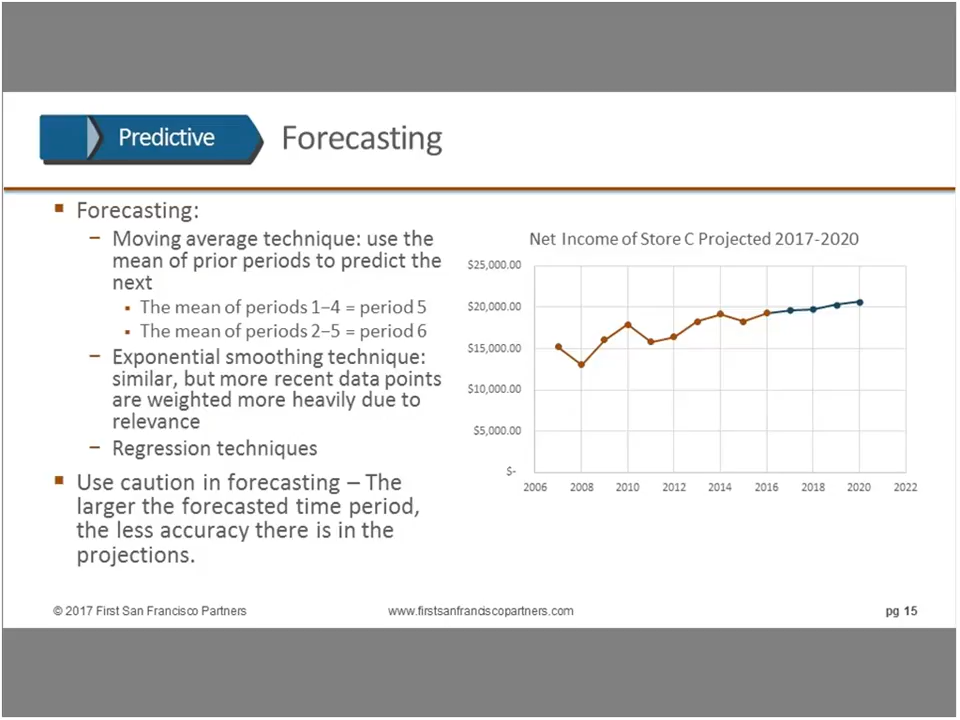 Predictive
Forecasting
▪ Forecasting:
– Moving average technique: use the
mean of prior periods to predict the
next
▪ The mean of periods 1–4 = period 5
▪ The mean of periods 2–5 = period 6
– Exponential smoothing technique:
similar, but more recent data points
are weighted more heavily due to
relevance
– Regression techniques
▪ Use caution in forecasting – The
larger the forecasted time period,
the less accuracy there is in the
projections.
Net Income of Store C Projected 2017-2020
$25,000.00
$20,000.00
$15,000.00
$10,000.00
$5,000.00
$-
2006 2008 2010 2012 2014 2016 2018 2020 2022
© 2017 First San Francisco Partners
www.firstsanfranciscopartners.com
pg 15